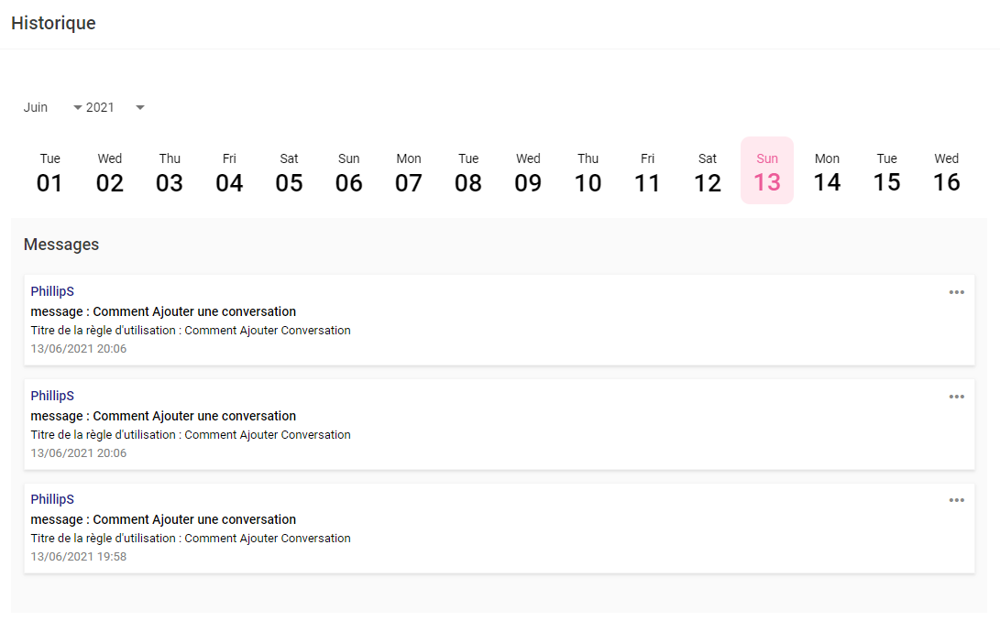 Historique
Juin 2021
Tue Wed Thu Fri Sat Sun Mon Tue Wed Thu Fri Sat Sun Mon Tue Wed
01 02 03 04 05 06 07 08 09 10 11 12 13 14 15 16
Messages
PhillipS
message : Comment Ajouter une conversation
Titre de la règle d'utilisation : Comment Ajouter Conversation
13/06/2021 20:06
PhillipS
message : Comment Ajouter une conversation
Titre de la règle d'utilisation : Comment Ajouter Conversation
13/06/2021 20:06
PhillipS
message : Comment Ajouter une conversation
Titre de la règle d'utilisation : Comment Ajouter Conversation
13/06/2021 19:58